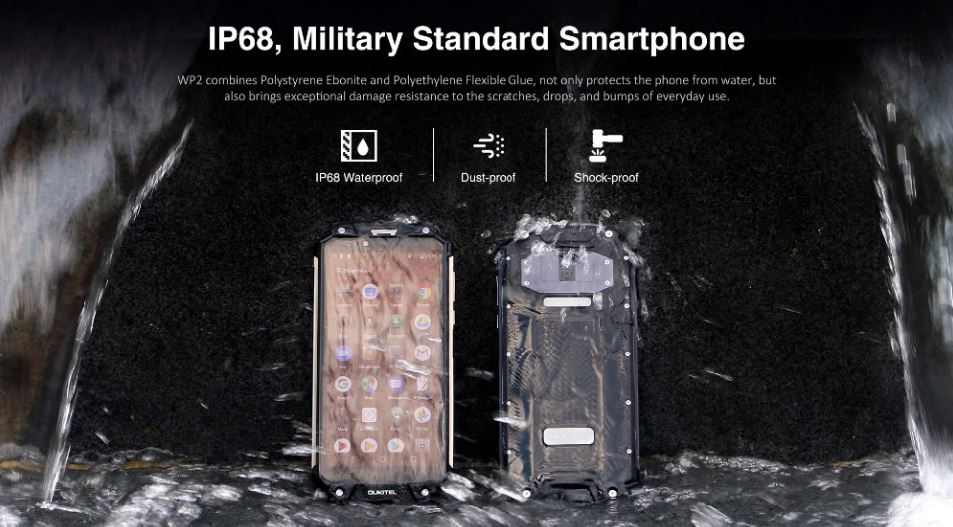 IP68, Military Standard Smartphone
WP2 combines Polystyrene Ebonite and Polyethylene Flexible Glue, not only protects the phone from water, but
also brings exceptional damage resistance to the scratches, drops, and bumps of everyday use.
IP68 Waterproof
Dust-proof
Shock-proof
OUKITEL